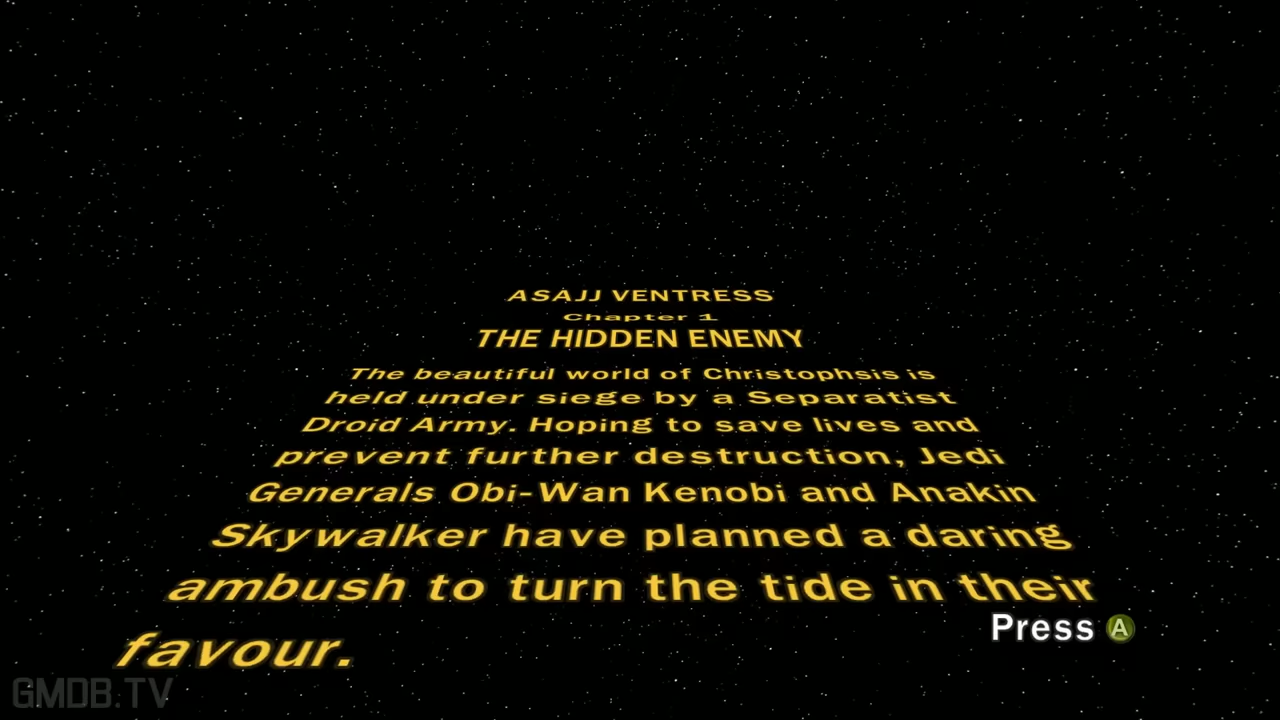 ASAJJ VENTRESS
Chapter 1
THE HIDDEN ENEMY
The beautiful world of Christophsis is
held under siege by a Separatist
Droid Army. Hoping to save lives and
prevent further destruction, Jedi
Generals Obi-Wan Kenobi and Anakin
Skywalker have planned a daring
ambush to turn the tide in their
favour.
Press A
GMDB.TV